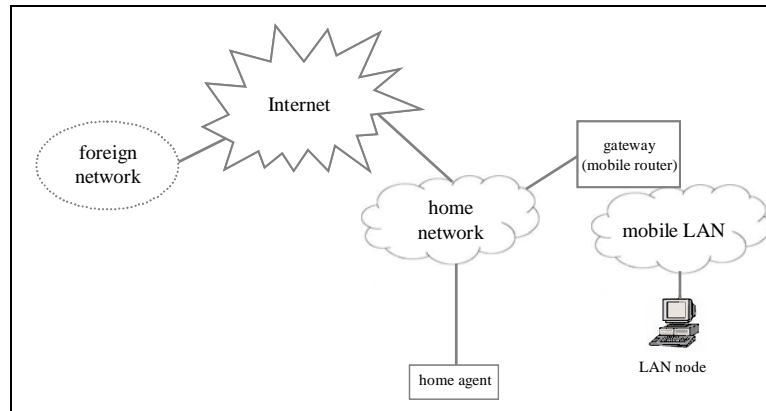 Internet
foreign
network
gateway
(mobile router)
home
network
mobile LAN
home agent
LAN node